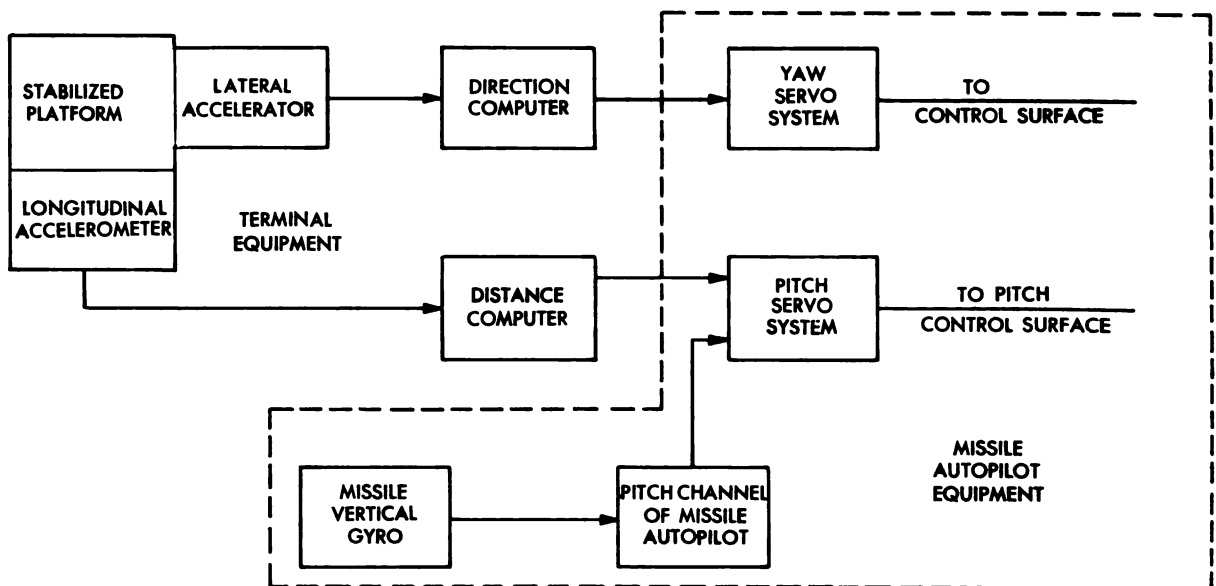 STABILIZED
PLATFORM
LATERAL
ACCELERATOR
DIRECTION
COMPUTER
YAW
SERVO
SYSTEM
TO
CONTROL SURFACE
LONGITUDINAL
ACCELEROMETER
TERMINAL
EQUIPMENT
DISTANCE
COMPUTER
PITCH
SERVO
SYSTEM
TO PITCH
CONTROL SURFACE
MISSILE
VERTICAL
GYRO
PITCH CHANNEL
OF MISSILE
AUTOPILOT
MISSILE
AUTOPILOT
EQUIPMENT